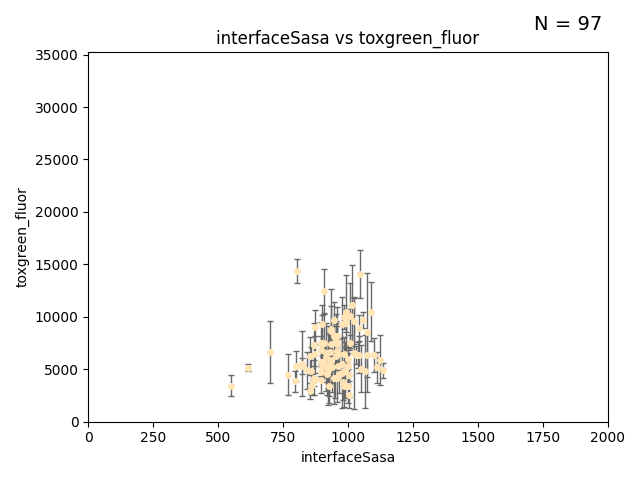 N = 97
interfaceSasa vs toxgreen_fluor
35000
30000
25000
20000
15000
10000
5000
0
toxgreen_fluor
0 250 500 750 1000 1250 1500 1750 2000
interfaceSasa